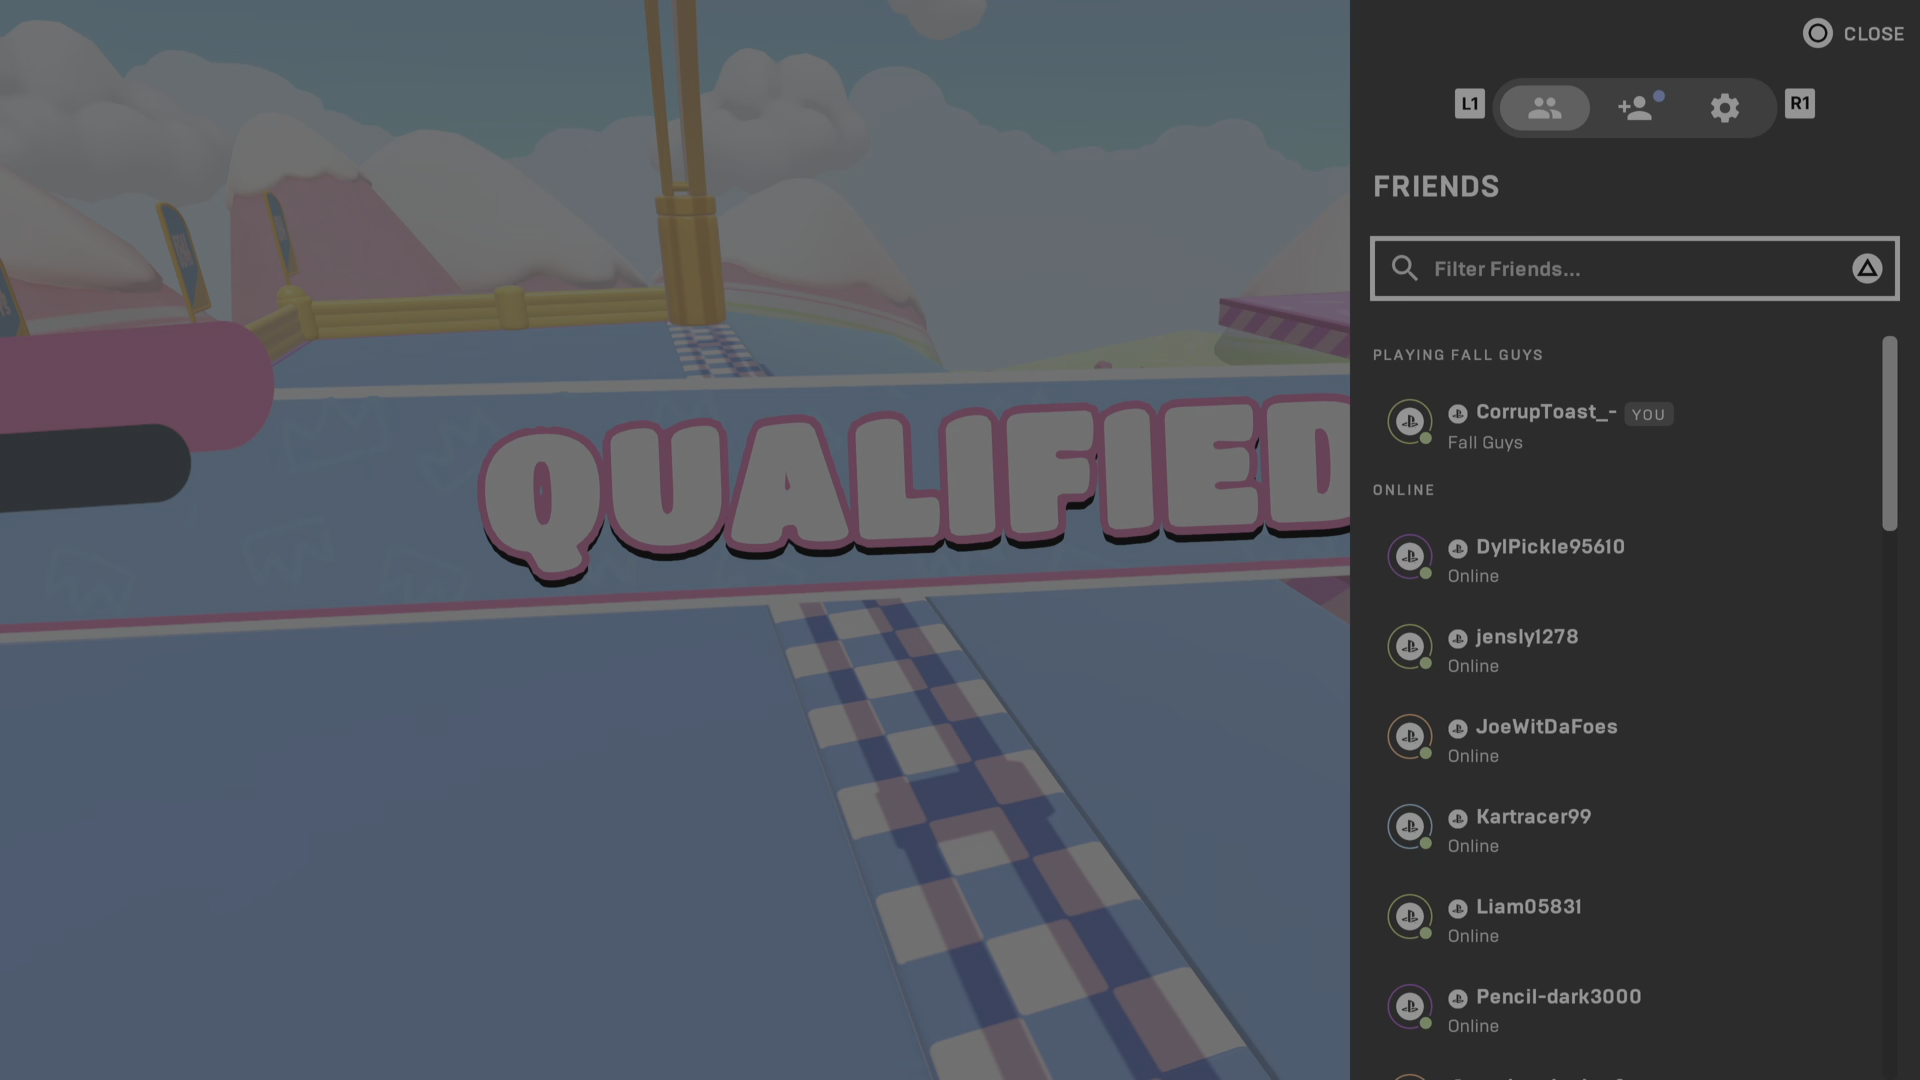 CLOSE
L1
R1
FRIENDS
Filter Friends...
PLAYING FALL GUYS
CorrupToast_- YOU
Fall Guys
ONLINE
DylPickle95610
Online
jensly1278
Online
JoeWitDaFoes
Online
Kartracer99
Online
Liam05831
Online
Pencil-dark3000
Online
QUALIFIED